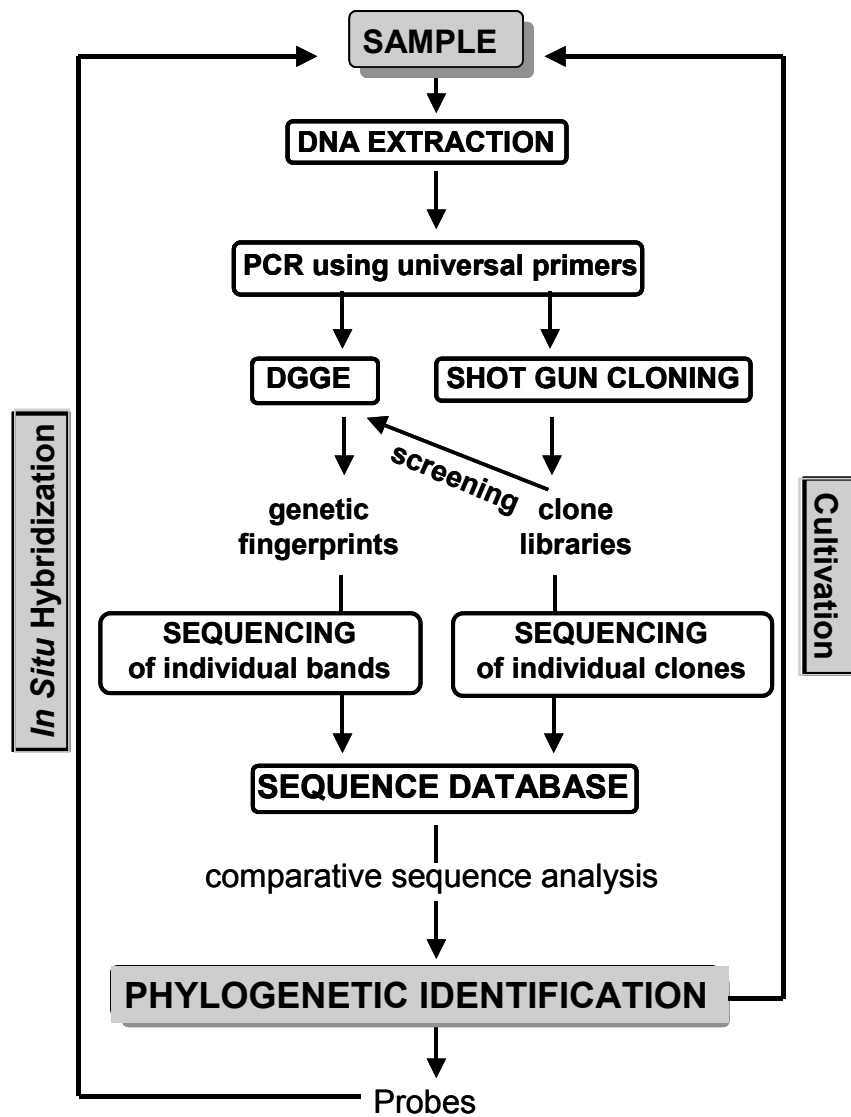 SAMPLE
DNA EXTRACTION
PCR using universal primers
DGGE
SHOT GUN CLONING
screening
genetic
fingerprints
clone
libraries
SEQUENCING
of individual bands
SEQUENCING
of individual clones
SEQUENCE DATABASE
comparative sequence analysis
PHYLOGENETIC IDENTIFICATION
Probes
In Situ Hybridization
Cultivation